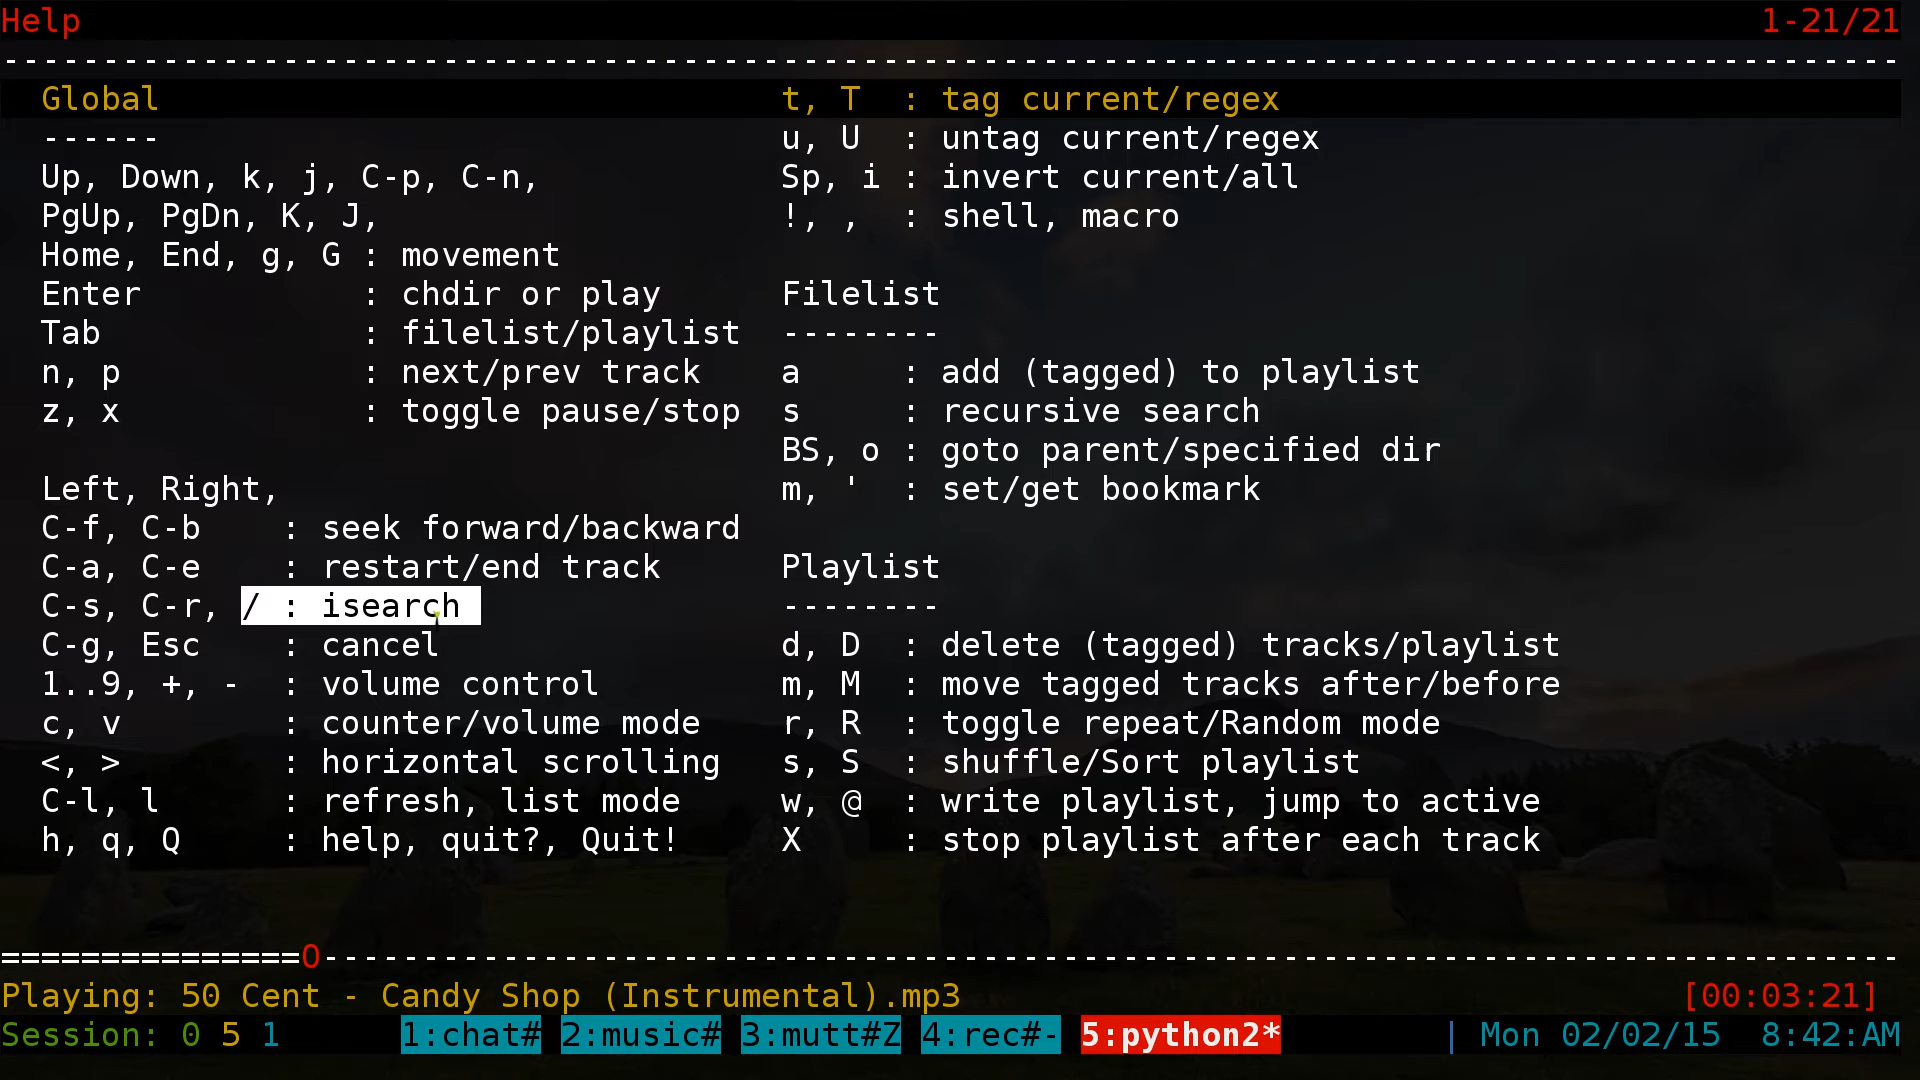 Help 1-21/21
--------------------------------------------------------------------------------
Global t, T : tag current/regex
------ u, U : untag current/regex
Up, Down, k, j, C-p, C-n, Sp, i : invert current/all
PgUp, PgDn, K, J, !, , : shell, macro
Home, End, g, G : movement
Enter : chdir or play Filelist
Tab : filelist/playlist --------
n, p : next/prev track a : add (tagged) to playlist
z, x : toggle pause/stop s : recursive search
BS, o : goto parent/specified dir
Left, Right, m, ' : set/get bookmark
C-f, C-b : seek forward/backward
C-a, C-e : restart/end track Playlist
C-s, C-r, / : isearch --------
C-g, Esc : cancel d, D : delete (tagged) tracks/playlist
1..9, +, - : volume control m, M : move tagged tracks after/before
c, v : counter/volume mode r, R : toggle repeat/Random mode
<, > : horizontal scrolling s, S : shuffle/Sort playlist
C-l, l : refresh, list mode w, @ : write playlist, jump to active
h, q, Q : help, quit?, Quit! X : stop playlist after each track
===============O-------------------------------------------------------------------------------
Playing: 50 Cent - Candy Shop (Instrumental).mp3 [00:03:21]
Session: 0 5 1 1:chat# 2:music# 3:mutt#Z 4:rec#- 5:python2* | Mon 02/02/15 8:42:AM